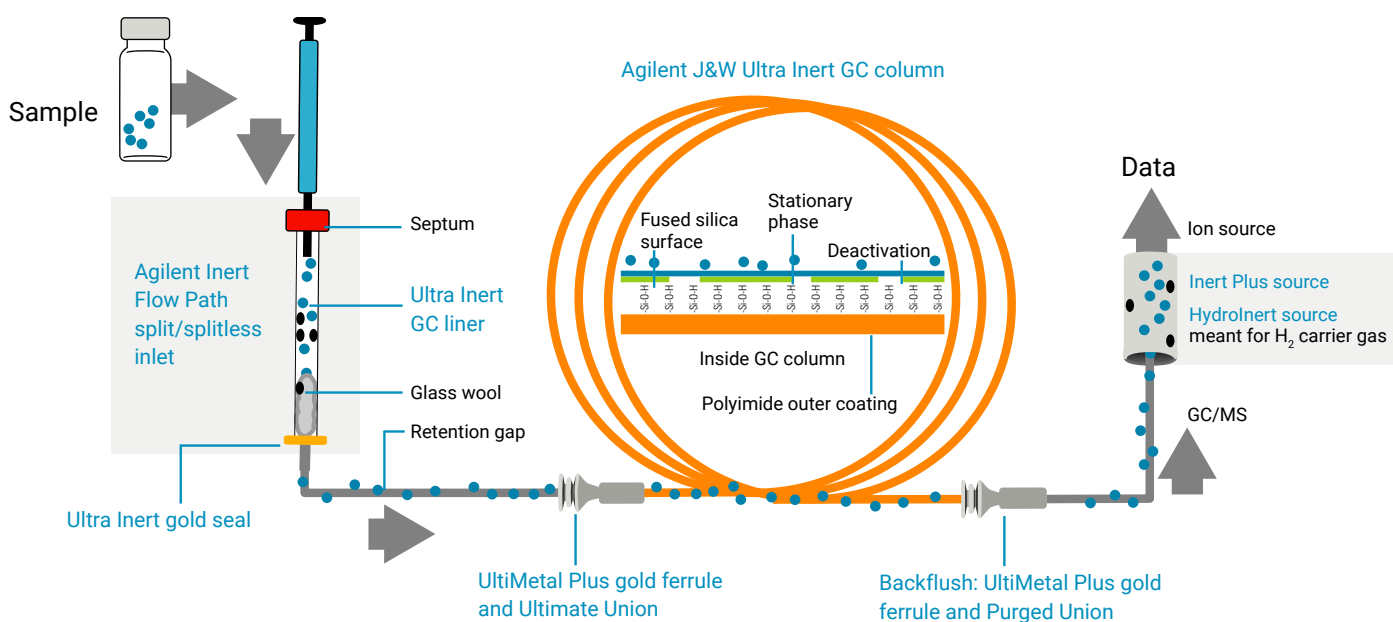 Agilent J&W Ultra Inert GC column
Sample
Data
Septum
Agilent Inert
Flow Path
split/splitless
inlet
Ultra Inert
GC liner
Glass wool
Retention gap
Ultra Inert gold seal
Fused silica
surface
Stationary
phase
Deactivation
-Si-O-H -Si-O-H -Si-O-H -Si-O-H -Si-O-H -Si-O-H -Si-O-H -Si-O-H -Si-O-H -Si-O-H -Si-O-H -Si-O-H -Si-O-H
Inside GC column
Polyimide outer coating
Ion source
Inert Plus source
HydroInert source
meant for H₂ carrier gas
GC/MS
UltiMetal Plus gold ferrule
and Ultimate Union
Backflush: UltiMetal Plus gold
ferrule and Purged Union